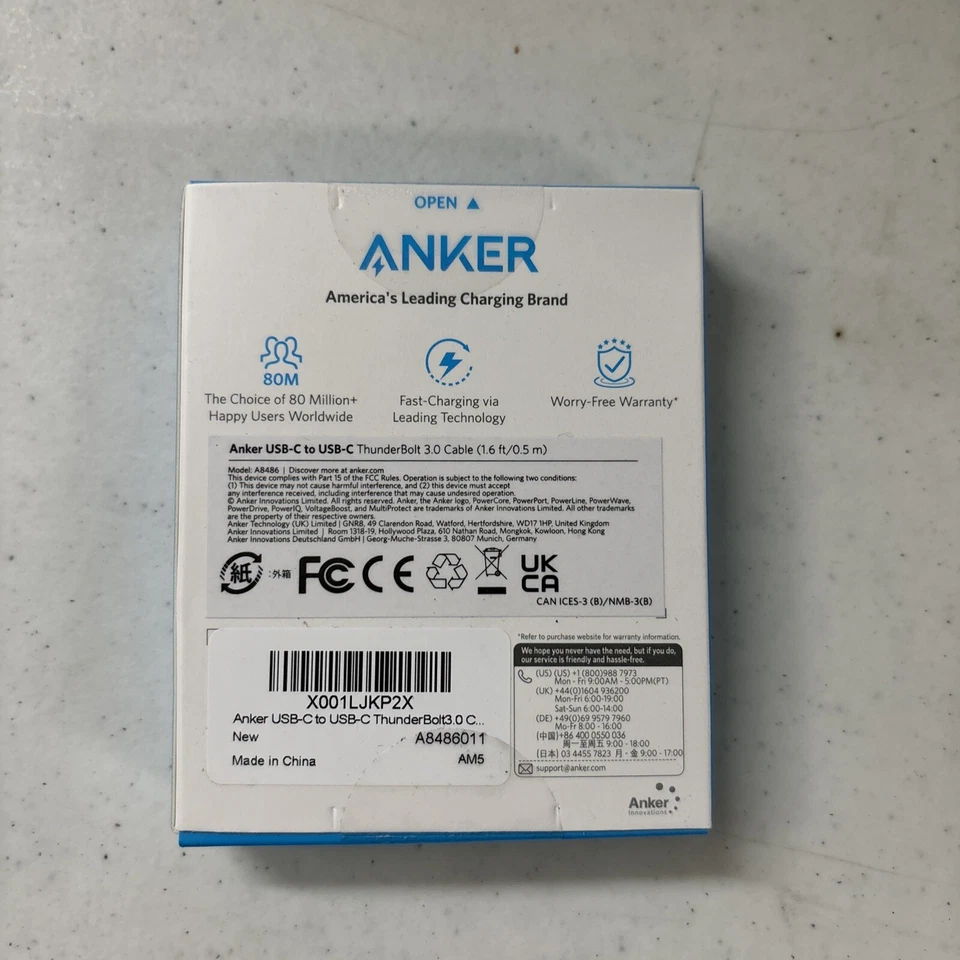 OPEN ▲
ANKER
America's Leading Charging Brand
80M
The Choice of 80 Million+
Happy Users Worldwide
Fast-Charging via
Leading Technology
Worry-Free Warranty*
Anker USB-C to USB-C ThunderBolt 3.0 Cable (1.6 ft/0.5 m)
Model: A8486 | Discover more at anker.com
This device complies with Part 15 of the FCC Rules. Operation is subject to the following two conditions:
(1) This device may not cause harmful interference, and (2) this device must accept
any interference received, including interference that may cause undesired operation.
© Anker Innovations Limited. All rights reserved. Anker, the Anker logo, PowerCore, PowerPort, PowerLine, PowerWave,
PowerDrive, PowerIQ, VoltageBoost, and MultiProtect are trademarks of Anker Innovations Limited. All other trademarks
are the property of their respective owners.
Anker Technology (UK) Limited | GNR8, 49 Clarendon Road, Watford, Hertfordshire, WD17 1HP, United Kingdom
Anker Innovations Limited | Room 1318-19, Hollywood Plaza, 610 Nathan Road, Mongkok, Kowloon, Hong Kong
Anker Innovations Deutschland GmbH | Georg-Muche-Strasse 3, 80807 Munich, Germany
紙 :外箱 FC CE UK
CA
CAN ICES-3 (B)/NMB-3(B)
X001LJKP2X
Anker USB-C to USB-C ThunderBolt3.0 C...
New A8486011
Made in China AM5
*Refer to purchase website for warranty information.
We hope you never have the need, but if you do,
our service is friendly and hassle-free.
(US) (US) +1 (800)988 7973
Mon - Fri 9:00AM - 5:00PM(PT)
(UK) +44(0)1604 936200
Mon-Fri 6:00-19:00
Sat-Sun 6:00-14:00
(DE) +49(0)69 9579 7960
Mo-Fr 8:00 - 16:00
(中国)+86 400 0550 036
周一至周五 9:00 - 18:00
(日本) 03 4455 7823 月 - 金 9:00 - 17:00
support@anker.com
Anker
Innovations